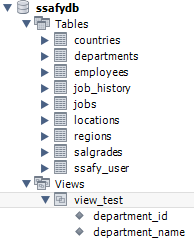 ssafydb
Tables
countries
departments
employees
job_history
jobs
locations
regions
salgrades
ssafy_user
Views
view_test
department_id
department_name